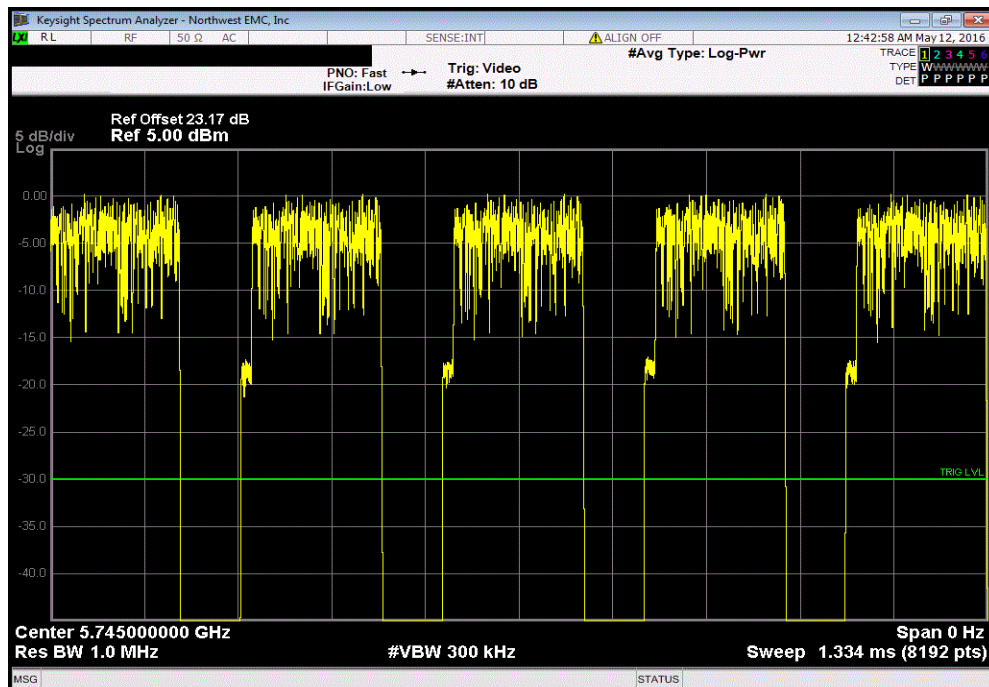 Keysight Spectrum Analyzer - Northwest EMC, Inc
LXI RL RF 50 Ω AC SENSE:INT ALIGN OFF 12:42:58 AM May 12, 2016
#Avg Type: Log-Pwr TRACE 1 2 3 4 5 6
PNO: Fast Trig: Video TYPE WWWWWW
IFGain:Low #Atten: 10 dB DET P P P P P P
Ref Offset 23.17 dB
5 dB/div Ref 5.00 dBm
Log
0.00
-5.00
-10.0
-15.0
-20.0
-25.0
-30.0 TRIG LVL
-35.0
-40.0
Center 5.745000000 GHz Span 0 Hz
Res BW 1.0 MHz #VBW 300 kHz Sweep 1.334 ms (8192 pts)
MSG STATUS